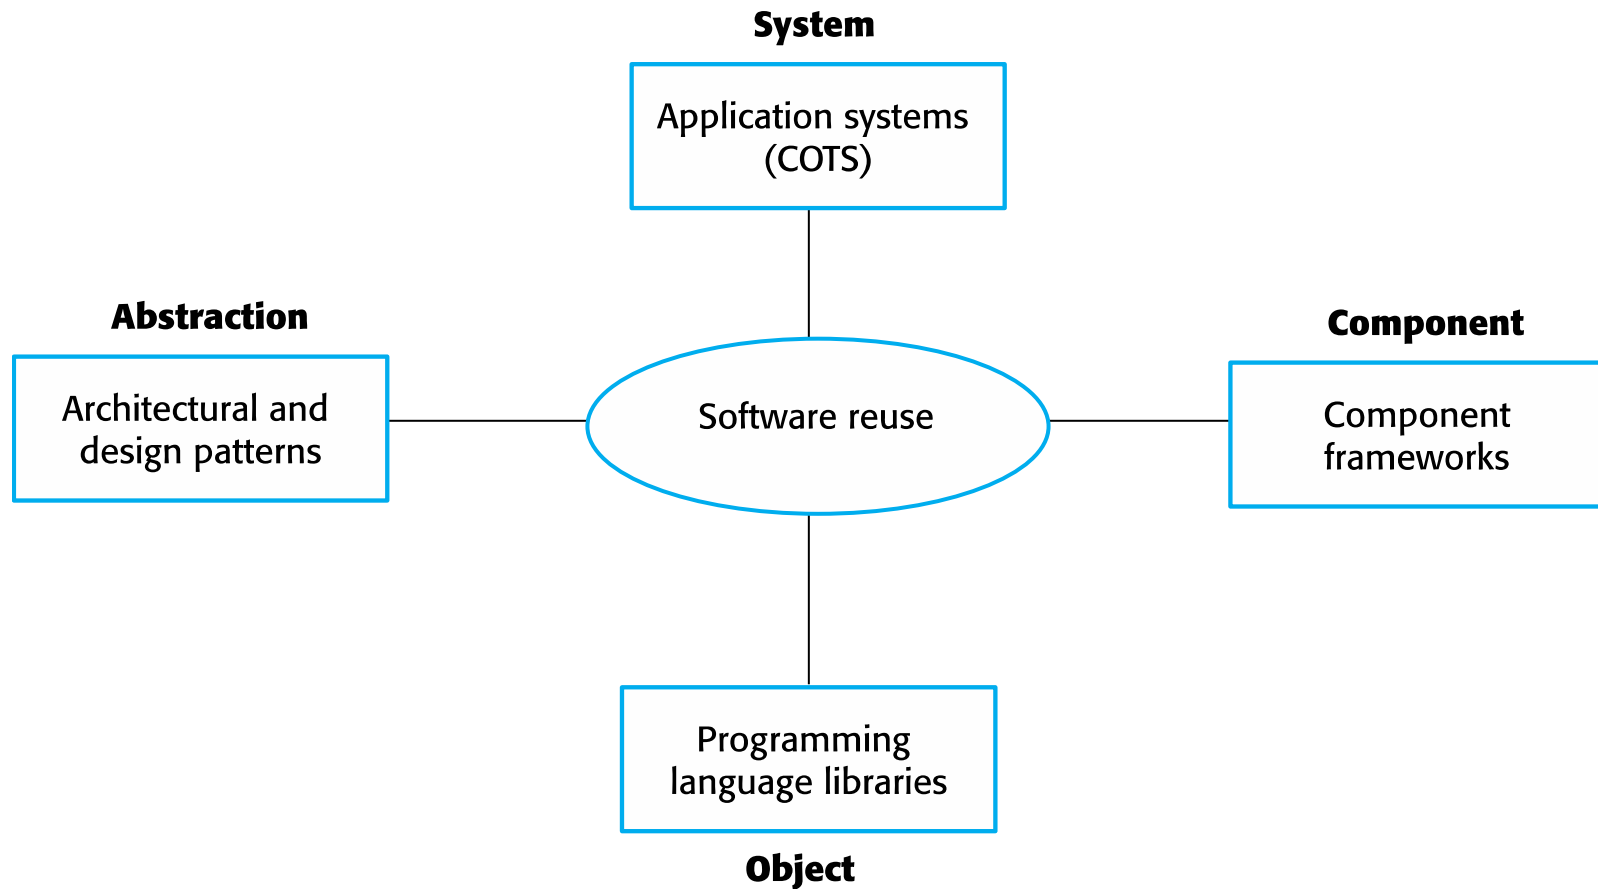 System
Application systems
(COTS)
Abstraction
Architectural and
design patterns
Software reuse
Component
Component
frameworks
Programming
language libraries
Object